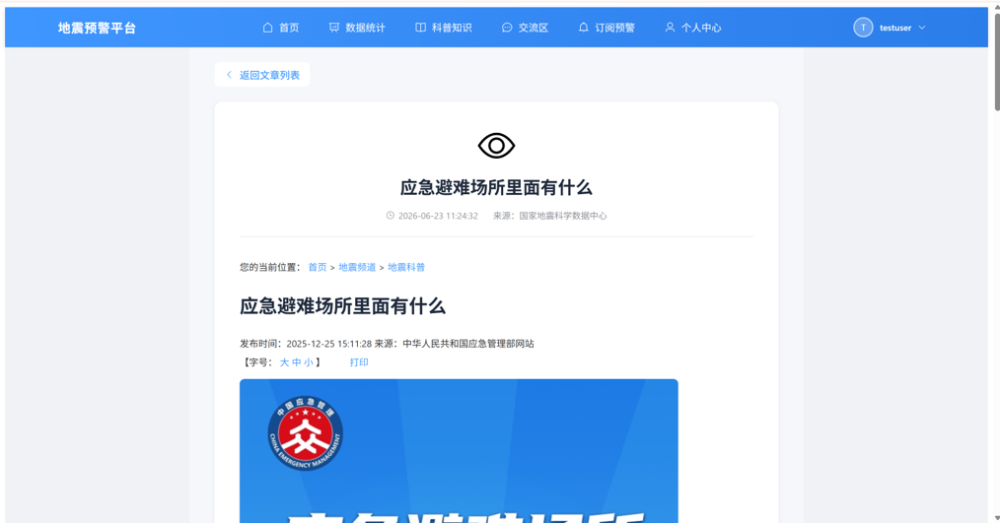 地震预警平台
首页
数据统计
科普知识
交流区
订阅预警
个人中心
T
testuser
返回文章列表
应急避难场所里面有什么
2026-06-23 11:24:32 来源：国家地震科学数据中心
您的当前位置： 首页 > 地震频道 > 地震科普
应急避难场所里面有什么
发布时间：2025-12-25 15:11:28 来源：中华人民共和国应急管理部网站
【字号： 大 中 小 】 打印
中国应急管理
CHINA EMERGENCY MANAGEMENT
应急避难场所